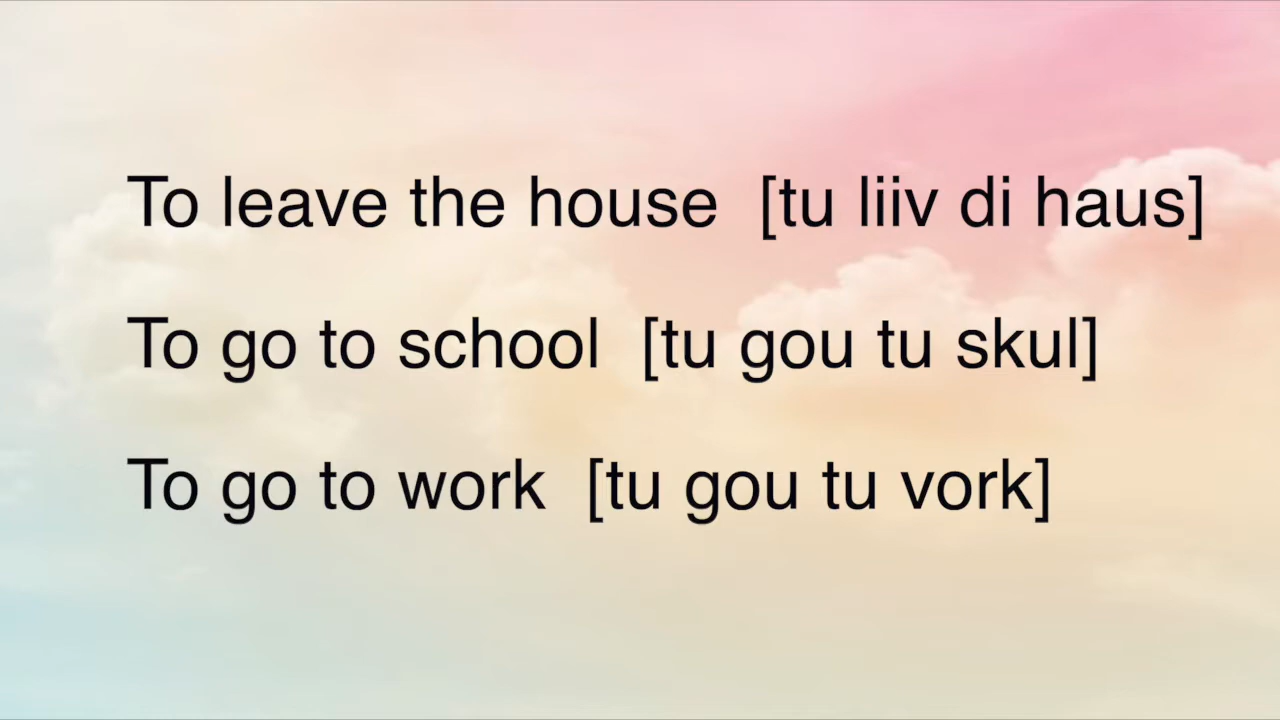 To leave the house [tu liiv di haus]
To go to school [tu gou tu skul]
To go to work [tu gou tu vork]